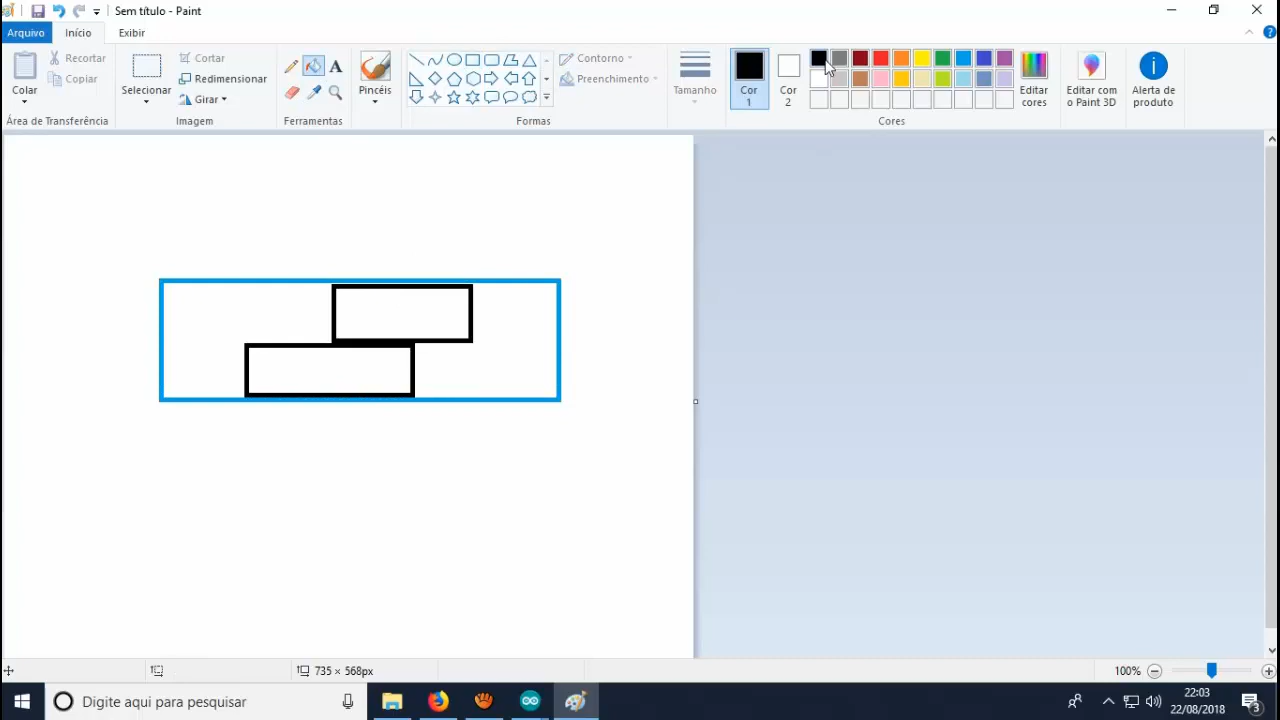 Sem título - Paint
Arquivo Início Exibir
Colar
Recortar
Copiar
Área de Transferência
Selecionar
Cortar
Redimensionar
Girar
Imagem
A
Ferramentas
Pincéis
Formas
Contorno
Preenchimento
Tamanho
Cor
1
Cor
2
Cores
Editar
cores
Editar com
o Paint 3D
Alerta de
produto
735 × 568px
100%
Digite aqui para pesquisar
22:03
22/08/2018
3